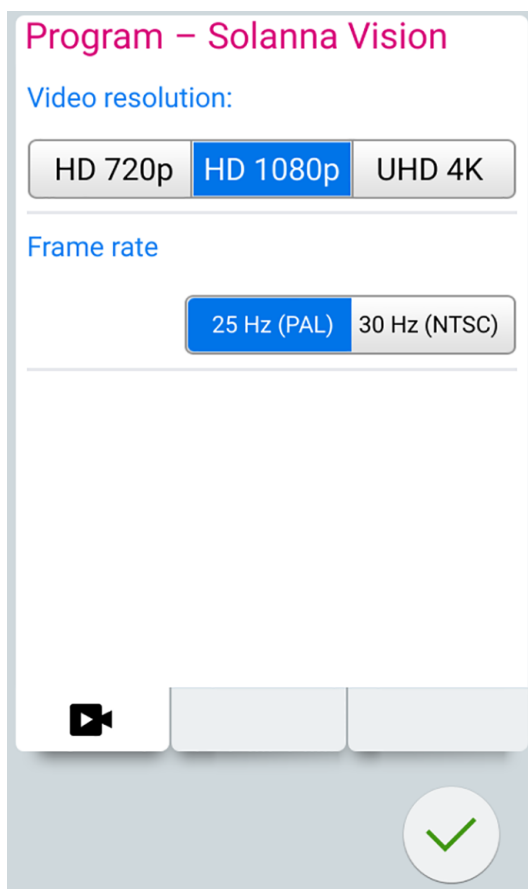 Program – Solanna Vision
Video resolution:
HD 720p HD 1080p UHD 4K
Frame rate
25 Hz (PAL) 30 Hz (NTSC)